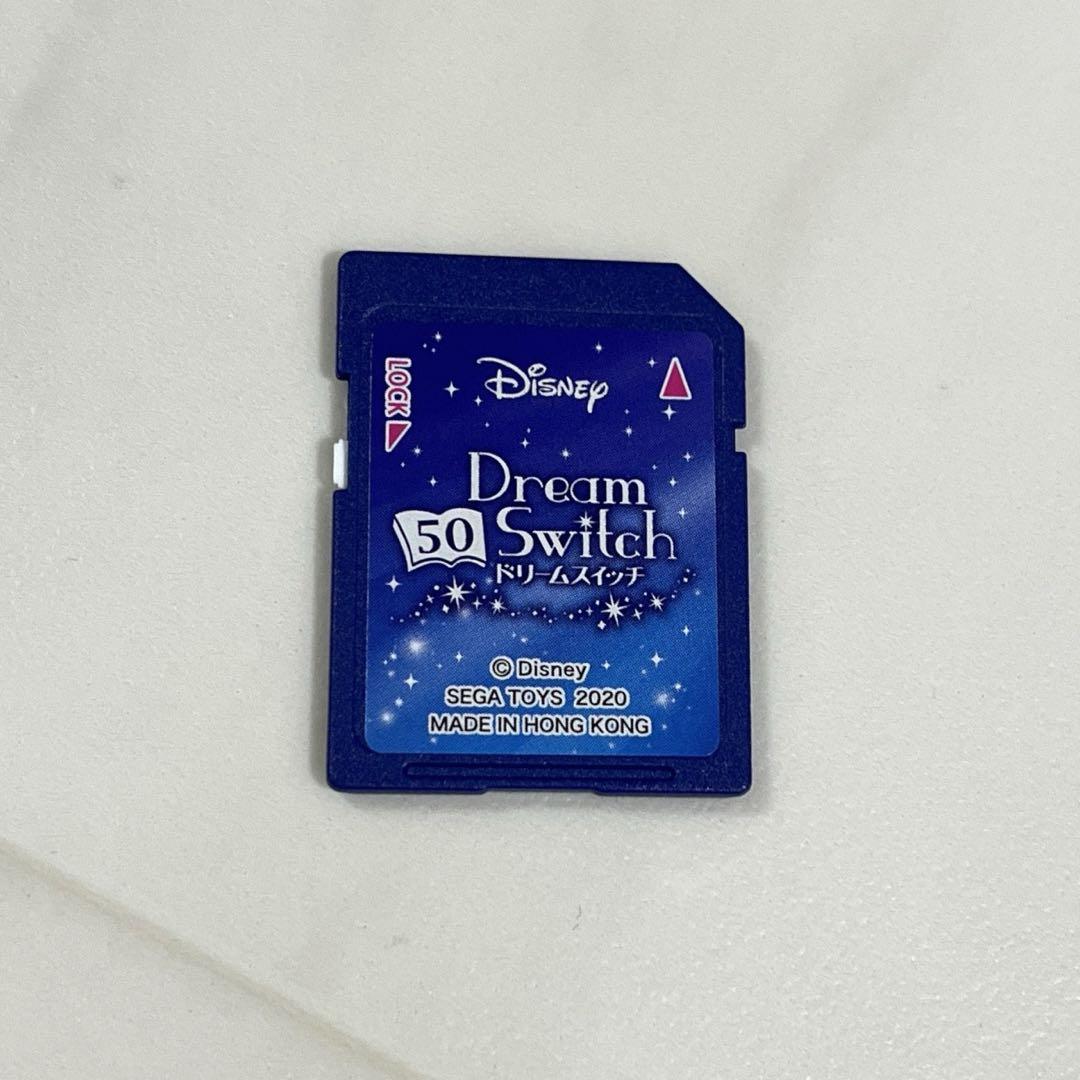 Disney
LOCK
Dream
50 Switch
ドリームスイッチ
© Disney
SEGA TOYS 2020
MADE IN HONG KONG